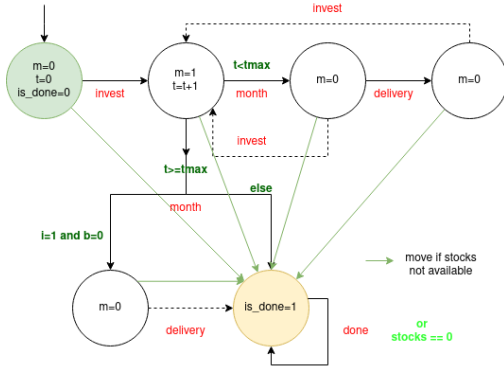 invest
m=0
t=0
is_done=0
invest
m=1
t=t+1
t<tmax
month
m=0
delivery
m=0
invest
t>=tmax
month
else
i=1 and b=0
move if stocks
not available
m=0
delivery
is_done=1
done
or
stocks == 0